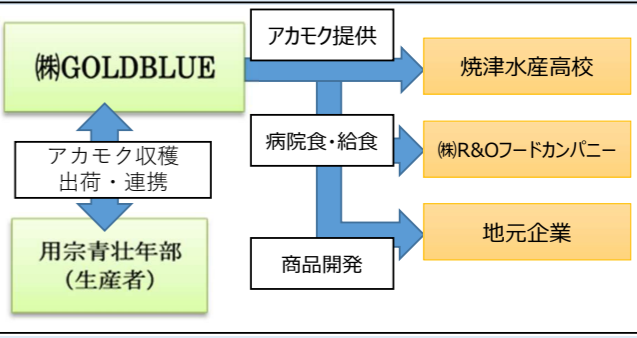 ㈱GOLDBLUE
アカモク提供
焼津水産高校
アカモク収穫
出荷・連携
病院食・給食
㈱R&Oフードカンパニー
用宗青壮年部
（生産者）
商品開発
地元企業